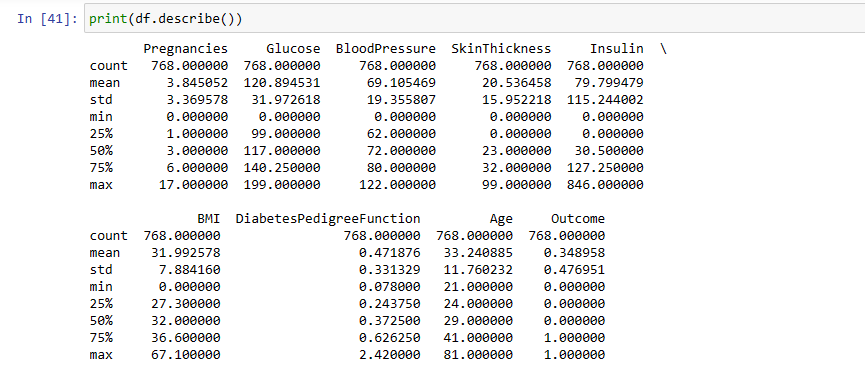 In [41]: print(df.describe())
Pregnancies Glucose BloodPressure SkinThickness Insulin \
count 768.000000 768.000000 768.000000 768.000000 768.000000
mean 3.845052 120.894531 69.105469 20.536458 79.799479
std 3.369578 31.972618 19.355807 15.952218 115.244002
min 0.000000 0.000000 0.000000 0.000000 0.000000
25% 1.000000 99.000000 62.000000 0.000000 0.000000
50% 3.000000 117.000000 72.000000 23.000000 30.500000
75% 6.000000 140.250000 80.000000 32.000000 127.250000
max 17.000000 199.000000 122.000000 99.000000 846.000000
BMI DiabetesPedigreeFunction Age Outcome
count 768.000000 768.000000 768.000000 768.000000
mean 31.992578 0.471876 33.240885 0.348958
std 7.884160 0.331329 11.760232 0.476951
min 0.000000 0.078000 21.000000 0.000000
25% 27.300000 0.243750 24.000000 0.000000
50% 32.000000 0.372500 29.000000 0.000000
75% 36.600000 0.626250 41.000000 1.000000
max 67.100000 2.420000 81.000000 1.000000